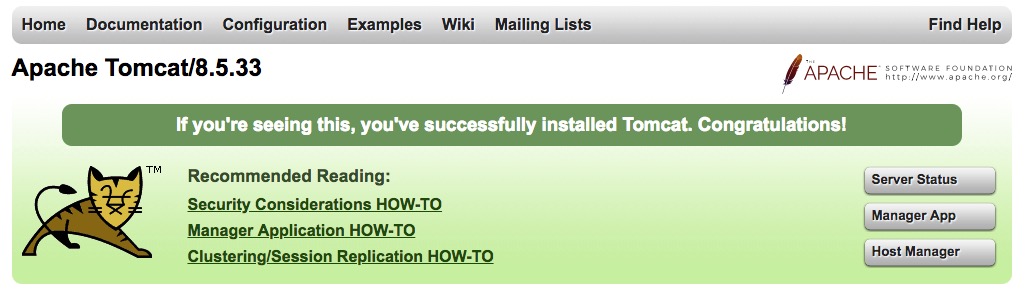 Home Documentation Configuration Examples Wiki Mailing Lists Find Help
Apache Tomcat/8.5.33
THE APACHE® SOFTWARE FOUNDATION
http://www.apache.org/
If you're seeing this, you've successfully installed Tomcat. Congratulations!
TM
Recommended Reading:
Security Considerations HOW-TO
Manager Application HOW-TO
Clustering/Session Replication HOW-TO
Server Status
Manager App
Host Manager